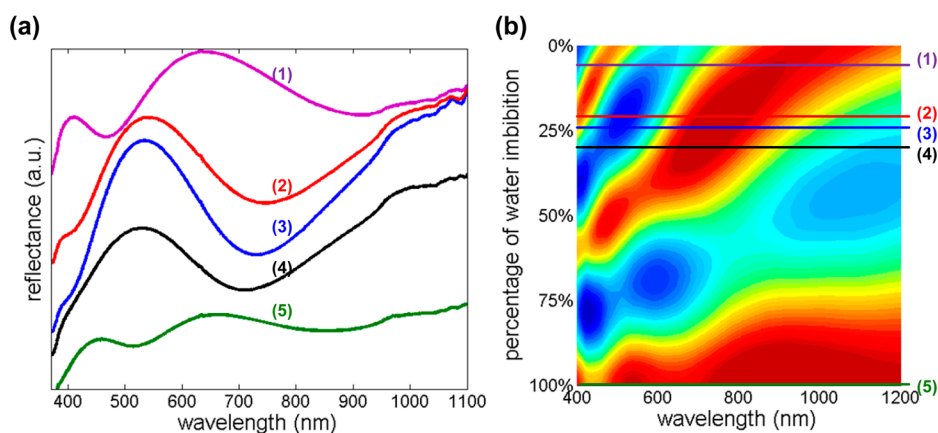 (a)
reflectance (a.u.)
(1)
(2)
(3)
(4)
(5)
400 500 600 700 800 900 1000 1100
wavelength (nm)
(b)
percentage of water imbibition
0%
25%
50%
75%
100%
(1)
(2)
(3)
(4)
(5)
400 600 800 1000 1200
wavelength (nm)